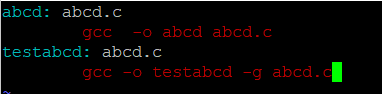 abcd: abcd.c
        gcc  -o abcd abcd.c
testabcd: abcd.c
        gcc -o testabcd -g abcd.c
~